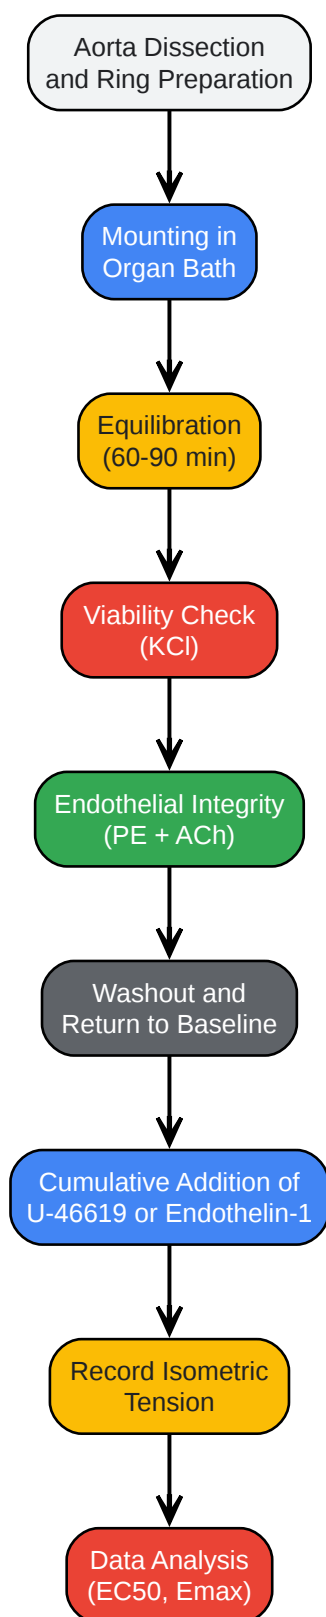 Aorta Dissection
and Ring Preparation
Mounting in
Organ Bath
Equilibration
(60-90 min)
Viability Check
(KCl)
Endothelial Integrity
(PE + ACh)
Washout and
Return to Baseline
Cumulative Addition of
U-46619 or Endothelin-1
Record Isometric
Tension
Data Analysis
(EC50, Emax)